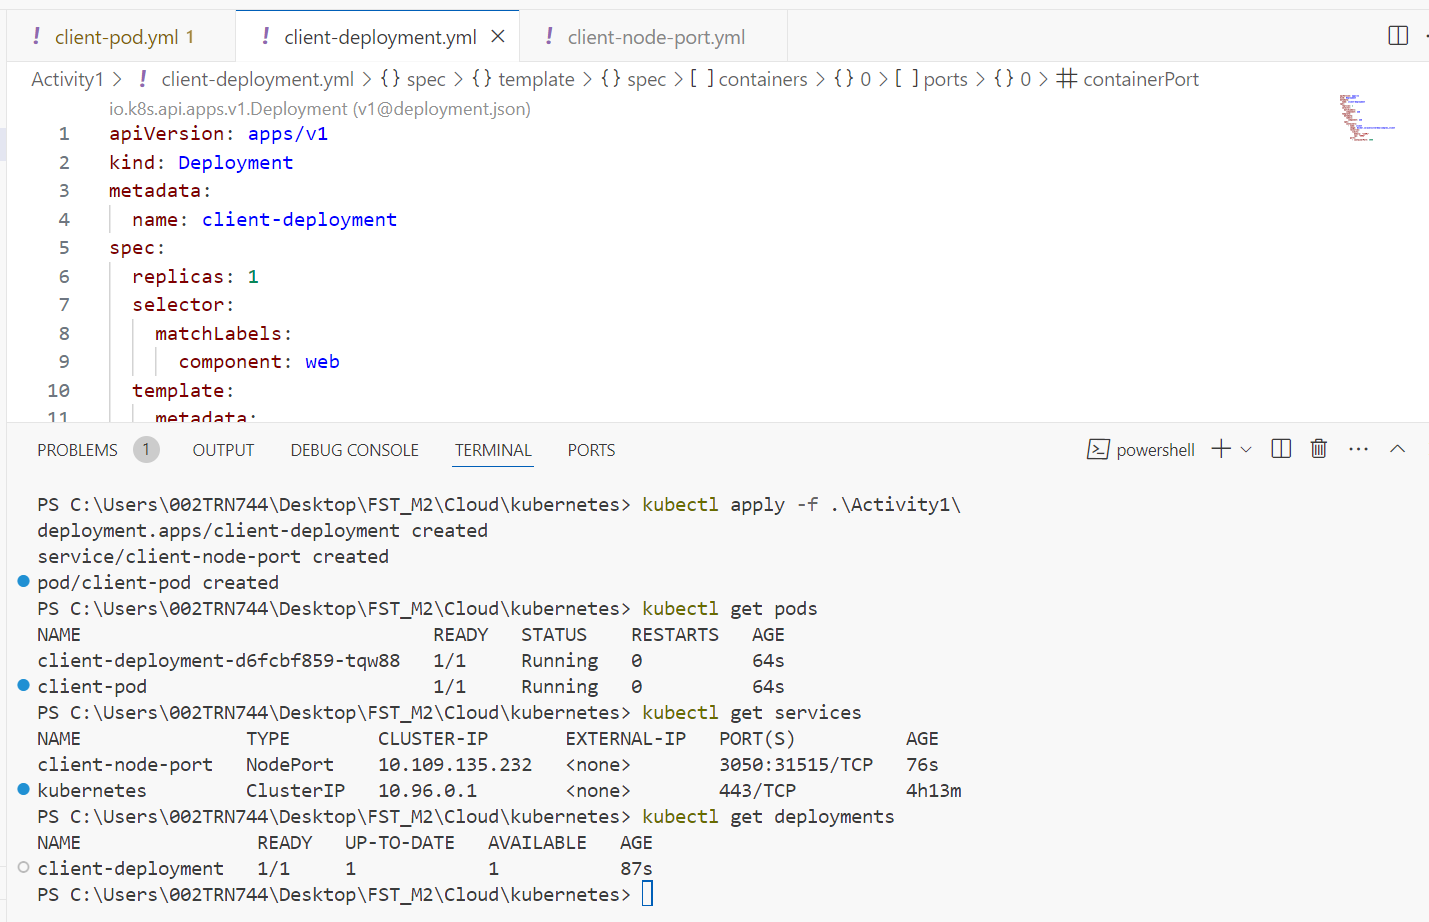 ! client-pod.yml 1 ! client-deployment.yml × ! client-node-port.yml
Activity1 > ! client-deployment.yml > {} spec > {} template > {} spec > [ ] containers > {} 0 > [ ] ports > {} 0 > # containerPort
io.k8s.api.apps.v1.Deployment (v1@deployment.json)
1 apiVersion: apps/v1
2 kind: Deployment
3 metadata:
4 name: client-deployment
5 spec:
6 replicas: 1
7 selector:
8 matchLabels:
9 component: web
10 template:
11 metadata:
PROBLEMS 1 OUTPUT DEBUG CONSOLE TERMINAL PORTS powershell
PS C:\Users\002TRN744\Desktop\FST_M2\Cloud\kubernetes> kubectl apply -f .\Activity1\
deployment.apps/client-deployment created
service/client-node-port created
pod/client-pod created
PS C:\Users\002TRN744\Desktop\FST_M2\Cloud\kubernetes> kubectl get pods
NAME READY STATUS RESTARTS AGE
client-deployment-d6fcbf859-tqw88 1/1 Running 0 64s
client-pod 1/1 Running 0 64s
PS C:\Users\002TRN744\Desktop\FST_M2\Cloud\kubernetes> kubectl get services
NAME TYPE CLUSTER-IP EXTERNAL-IP PORT(S) AGE
client-node-port NodePort 10.109.135.232 <none> 3050:31515/TCP 76s
kubernetes ClusterIP 10.96.0.1 <none> 443/TCP 4h13m
PS C:\Users\002TRN744\Desktop\FST_M2\Cloud\kubernetes> kubectl get deployments
NAME READY UP-TO-DATE AVAILABLE AGE
client-deployment 1/1 1 1 87s
PS C:\Users\002TRN744\Desktop\FST_M2\Cloud\kubernetes>